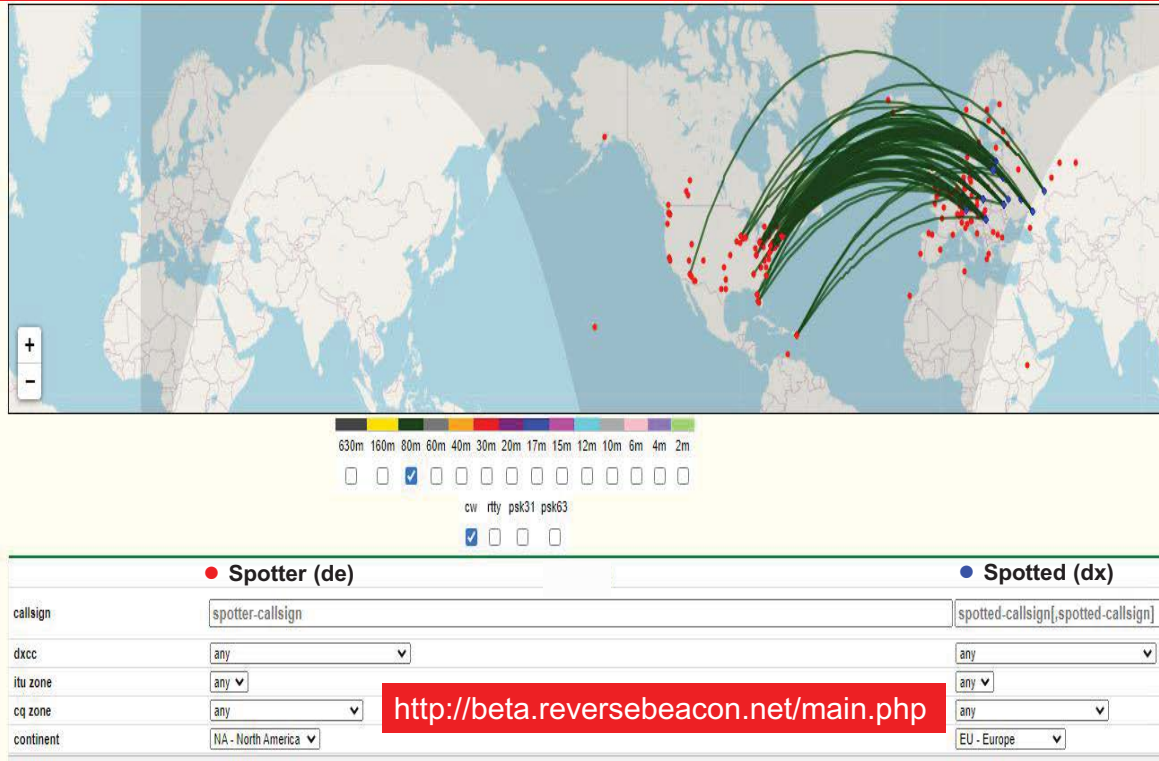 +
−
630m 160m 80m 60m 40m 30m 20m 17m 15m 12m 10m 6m 4m 2m
cw rtty psk31 psk63
Spotter (de) Spotted (dx)
callsign spotter-callsign spotted-callsign[,spotted-callsign]
dxcc any any
itu zone any any
cq zone any any
http://beta.reversebeacon.net/main.php
continent NA - North America EU - Europe